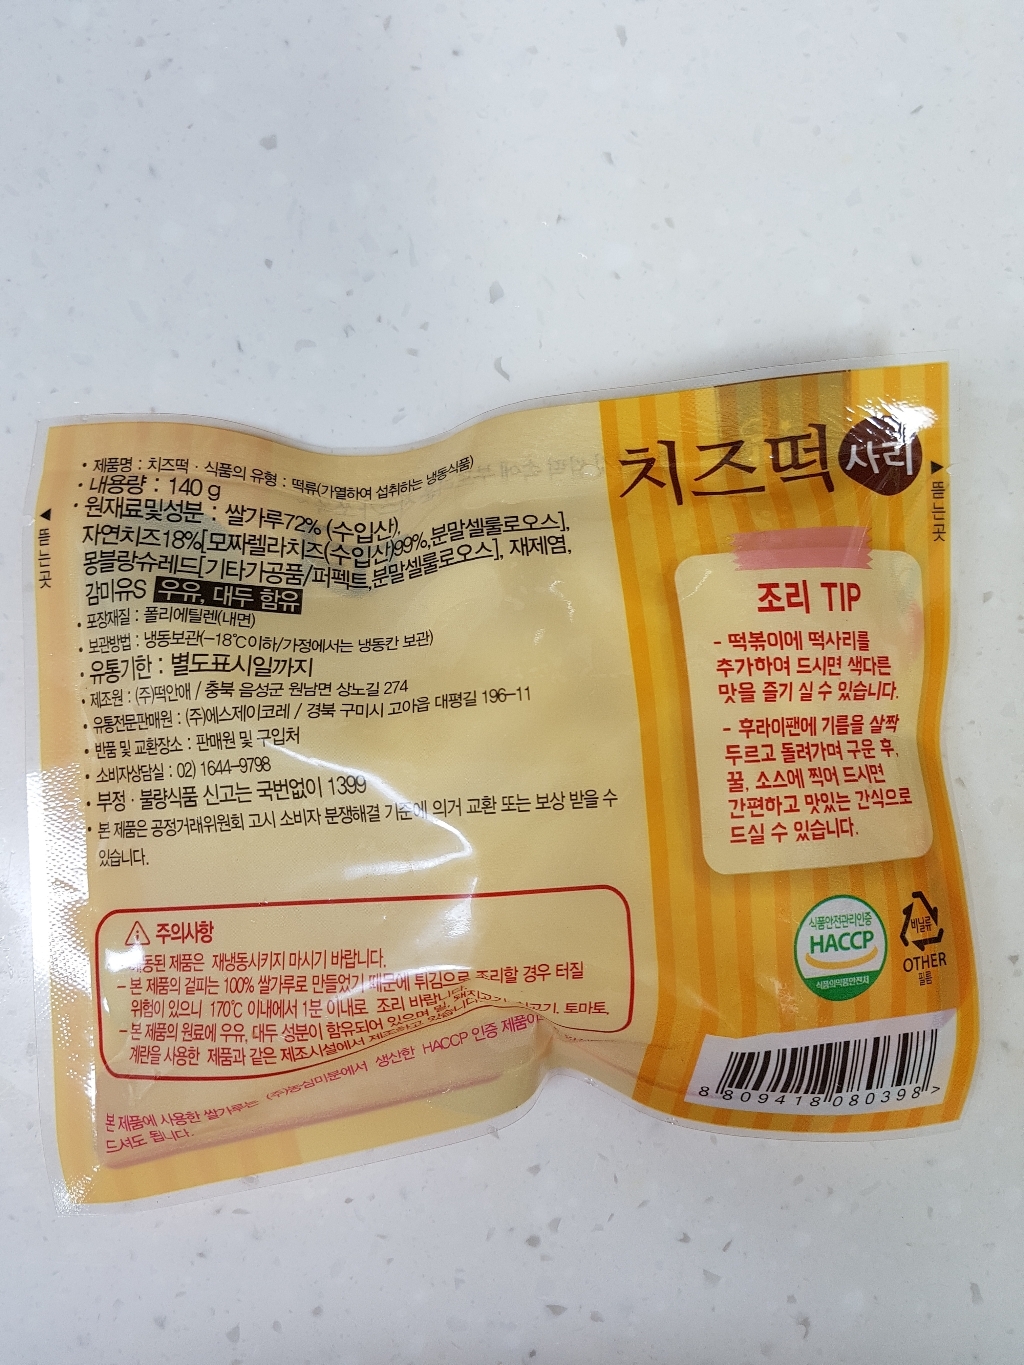 · 제품명 : 치즈떡 · 식품의 유형 : 떡류(가열하여 섭취하는 냉동식품)
· 내용량 : 140 g
· 원재료및성분 : 쌀가루72% (수입산),
자연치즈18%[모짜렐라치즈(수입산)99%,분말셀룰로오스],
몽블랑슈레드[기타가공품/퍼펙트,분말셀룰로오스], 재제염,
감미유S 우유, 대두 함유
· 포장재질 : 폴리에틸렌(내면)
· 보관방법 : 냉동보관(-18℃이하/가정에서는 냉동칸 보관)
· 유통기한 : 별도표시일까지
· 제조원 : (주)떡안애 / 충북 음성군 원남면 상노길 274
· 유통전문판매원 : (주)에스제이코레 / 경북 구미시 고아읍 대평길 196-11
· 반품 및 교환장소 : 판매원 및 구입처
· 소비자상담실 : 02) 1644-9798
· 부정 · 불량식품 신고는 국번없이 1399
· 본 제품은 공정거래위원회 고시 소비자 분쟁해결 기준에 의거 교환 또는 보상 받을 수
있습니다.
◀ 뜯는곳
주의사항
제품은 재냉동시키지 마시기 바랍니다.
- 본 제품의 겉피는 100% 쌀가루로 만들었기 때문에 튀김으로 조리할 경우 터질
위험이 있으니 170℃ 이내에서 1분 이내로 조리 바랍니다.
- 본 제품의 원료에 우유, 대두 성분이 함유되어 있으며 토마토,
계란을 사용한 제품과 같은 제조시설에서 제조하고 있습니다.
본 제품에 사용한 쌀가루는 생산한 HACCP 인증 제품
드셔도 됩니다.
치즈떡 사리
▶ 뜯는곳
조리 TIP
- 떡볶이에 떡사리를
추가하여 드시면 색다른
맛을 즐기 실 수 있습니다.
- 후라이팬에 기름을 살짝
두르고 돌려가며 구운 후,
꿀, 소스에 찍어 드시면
간편하고 맛있는 간식으로
드실 수 있습니다.
식품안전관리인증
HACCP
식품의약품안전처
비닐류
OTHER
필름
8 809418 080398 >